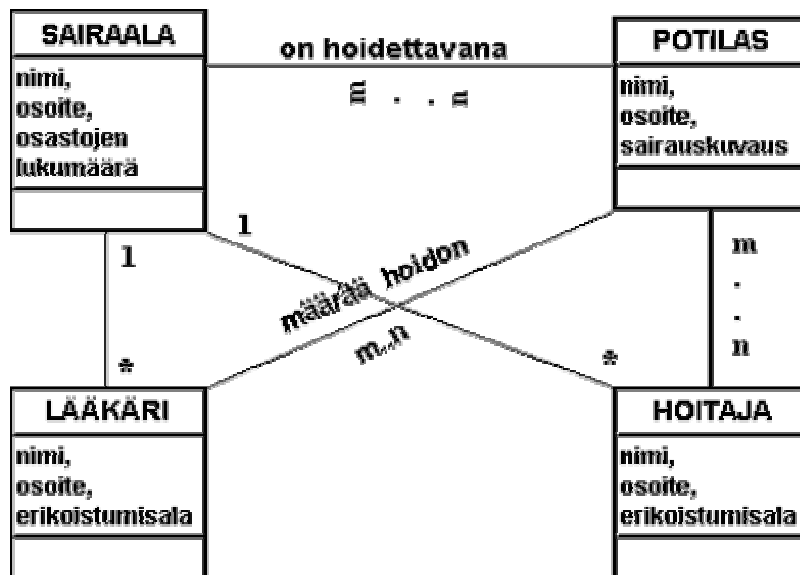 SAIRAALA
nimi,
osoite,
osastojen
lukumäärä
on hoidettavana
m . . n
POTILAS
nimi,
osoite,
sairauskuvaus
1
1
määrää hoidon
m..n
m
.
.
n
*
*
LÄÄKÄRI
nimi,
osoite,
erikoistumisala
HOITAJA
nimi,
osoite,
erikoistumisala